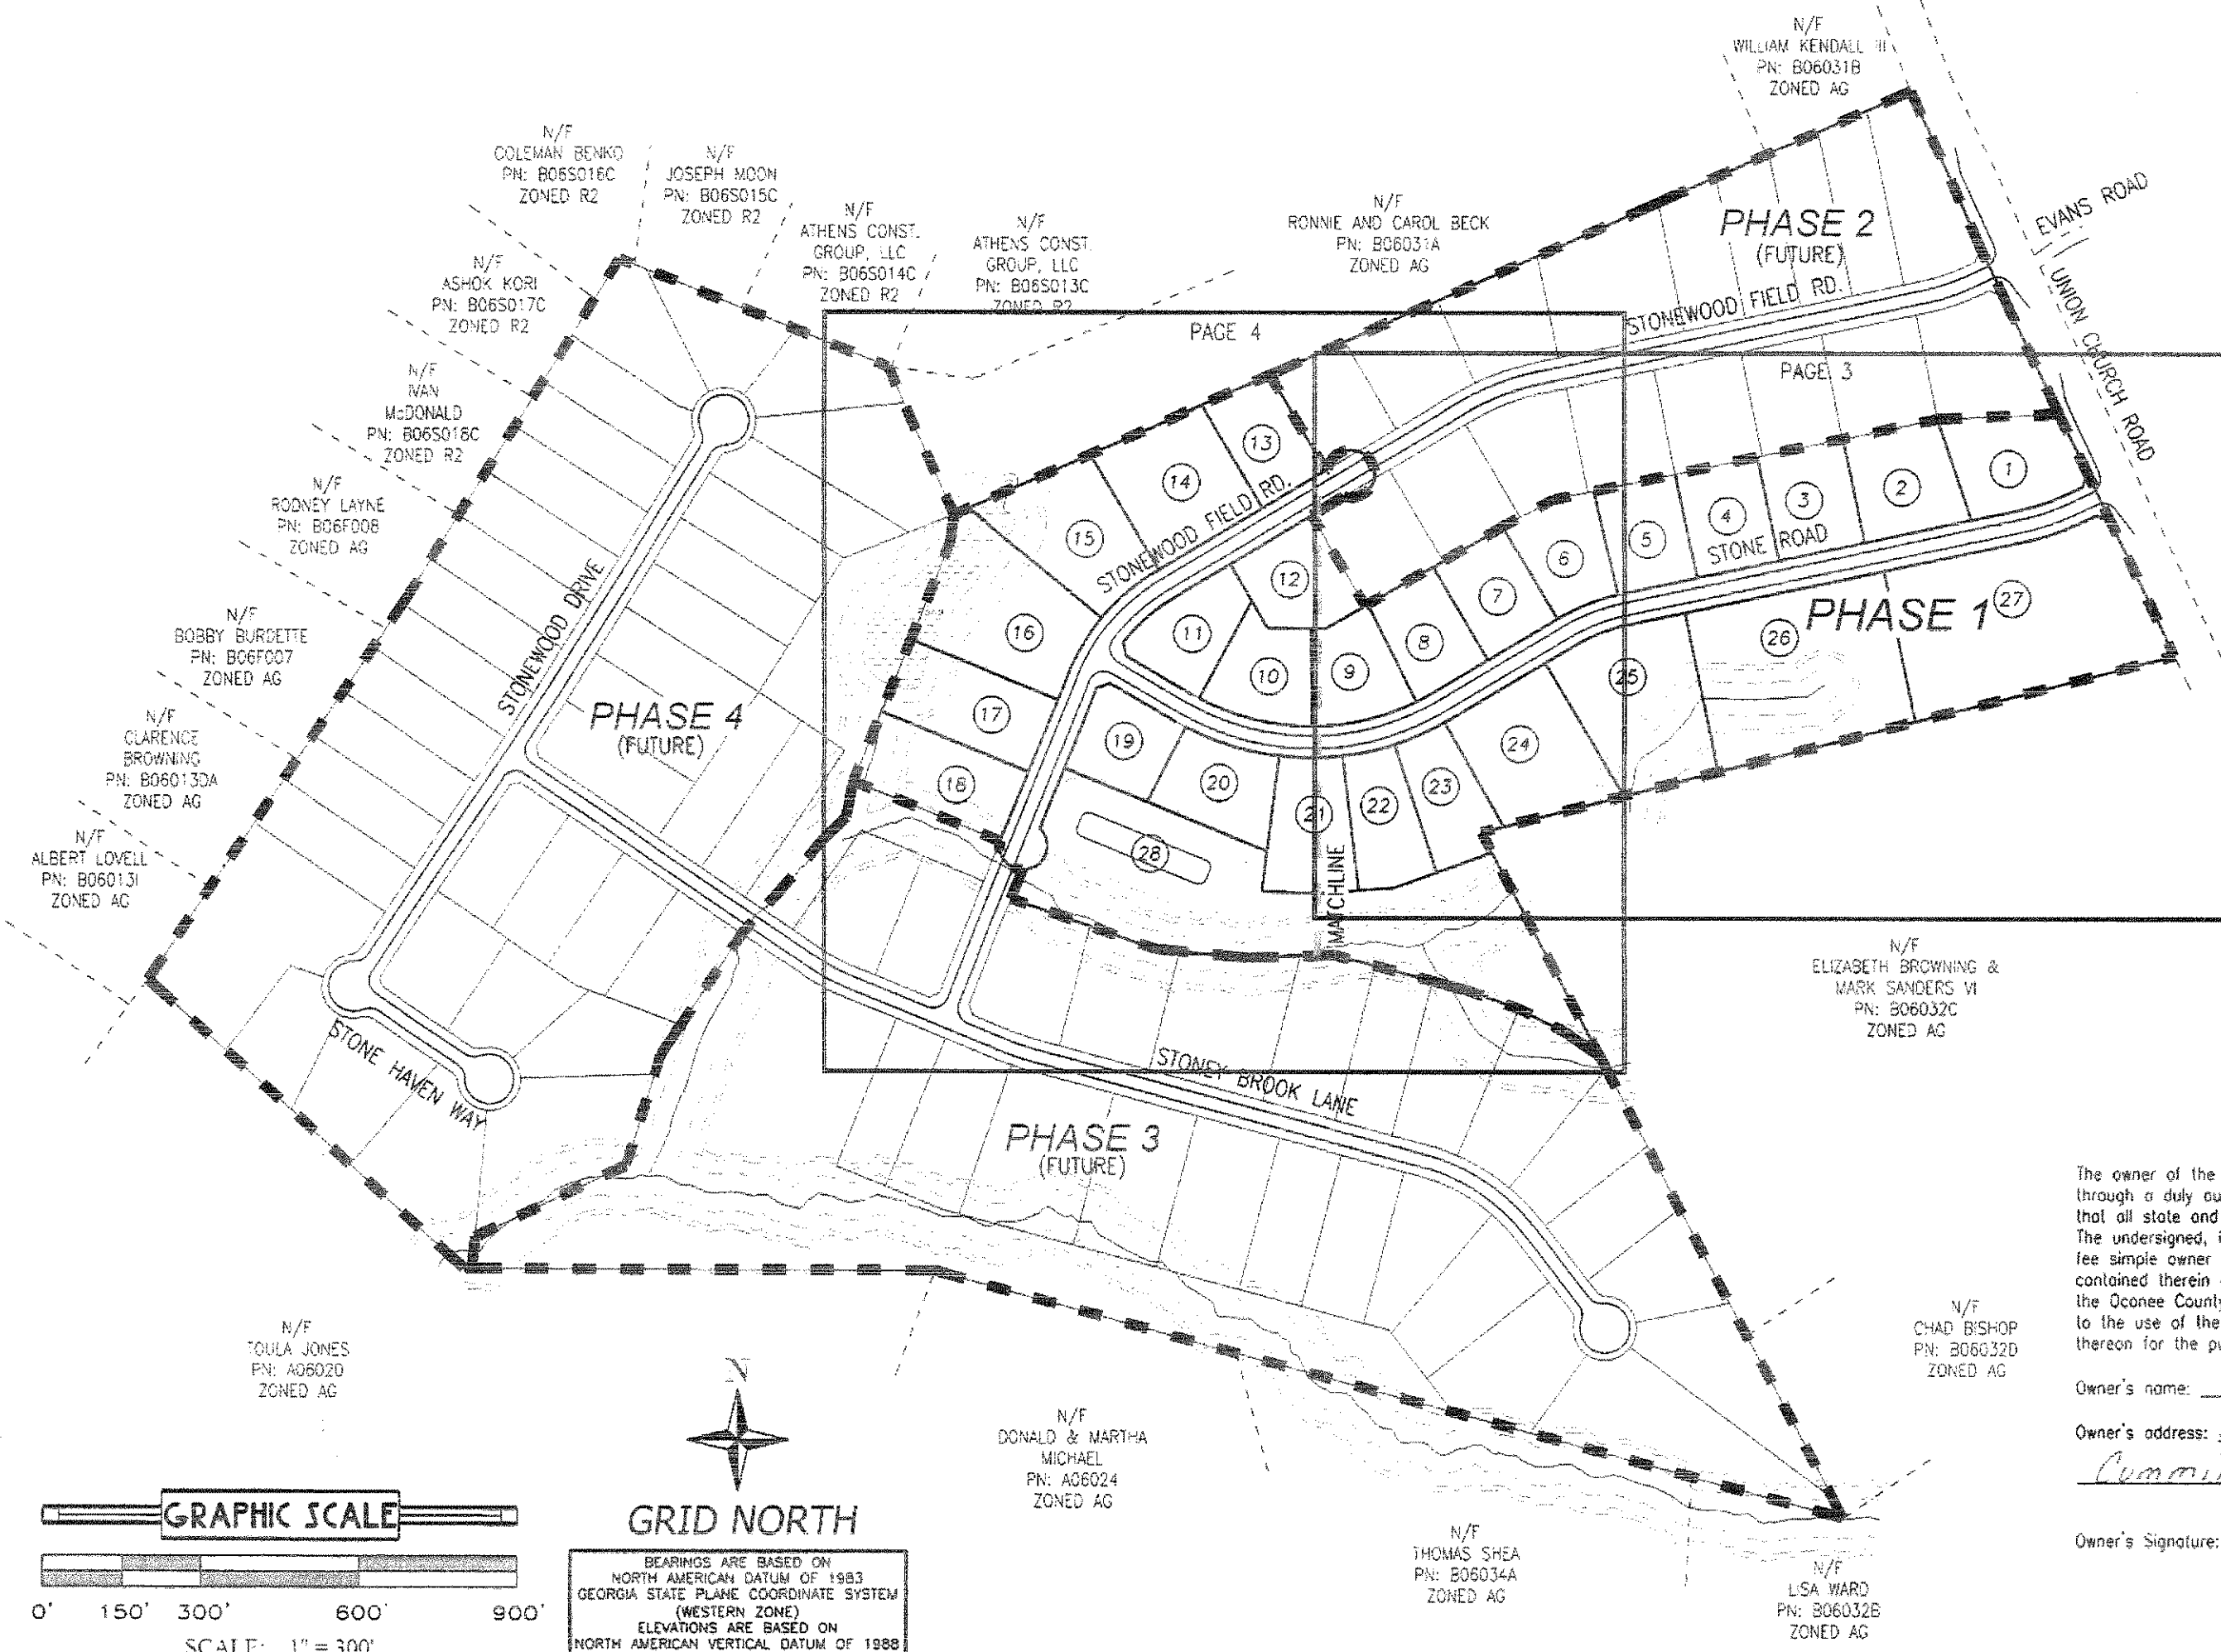 N/F
WILLIAM KENDALL III
PN: B06031B
ZONED AG
N/F
COLEMAN BENKO
PN: B06S016C
ZONED R2
N/F
JOSEPH MOON
PN: B06S015C
ZONED R2
N/F
ATHENS CONST.
GROUP, LLC
PN: B06S014C
ZONED R2
N/F
ATHENS CONST.
GROUP, LLC
PN: B06S013C
ZONED R2
N/F
RONNIE AND CAROL BECK
PN: B06031A
ZONED AG
PHASE 2
(FUTURE)
EVANS ROAD
UNION CHURCH ROAD
N/F
ASHOK KORI
PN: B06S017C
ZONED R2
N/F
IVAN
McDONALD
PN: B06S018C
ZONED R2
N/F
RODNEY LAYNE
PN: B06F008
ZONED AG
N/F
BOBBY BURDETTE
PN: B06F007
ZONED AG
N/F
CLARENCE
BROWNING
PN: B06013DA
ZONED AG
N/F
ALBERT LOVELL
PN: B06013I
ZONED AG
PAGE 4
STONEWOOD FIELD RD.
PAGE 3
13
14
15
STONEWOOD FIELD RD.
12
11
16
10
17
18
19
20
21
22
23
24
25
26
27
28
9
8
7
6
5
4
3
2
1
STONE ROAD
PHASE 1
MATCHLINE
STONEWOOD DRIVE
PHASE 4
(FUTURE)
STONE HAVEN WAY
STONEY BROOK LANE
PHASE 3
(FUTURE)
N/F
ELIZABETH BROWNING &
MARK SANDERS VI
PN: B06032C
ZONED AG
N/F
CHAD BISHOP
PN: B06032D
ZONED AG
The owner of the
through a duly au
that all state and
The undersigned, i
fee simple owner
contained therein
the Oconee County
to the use of the
thereon for the pu
Owner's name:
Owner's address:
Cummin
Owner's Signature:
N/F
TOULA JONES
PN: A06020
ZONED AG
N/F
DONALD & MARTHA
MICHAEL
PN: A06024
ZONED AG
N/F
THOMAS SHEA
PN: B06034A
ZONED AG
N/F
LISA WARD
PN: B06032B
ZONED AG
GRAPHIC SCALE
0' 150' 300' 600' 900'
SCALE: 1" = 300'
N
GRID NORTH
BEARINGS ARE BASED ON
NORTH AMERICAN DATUM OF 1983
GEORGIA STATE PLANE COORDINATE SYSTEM
(WESTERN ZONE)
ELEVATIONS ARE BASED ON
NORTH AMERICAN VERTICAL DATUM OF 1988